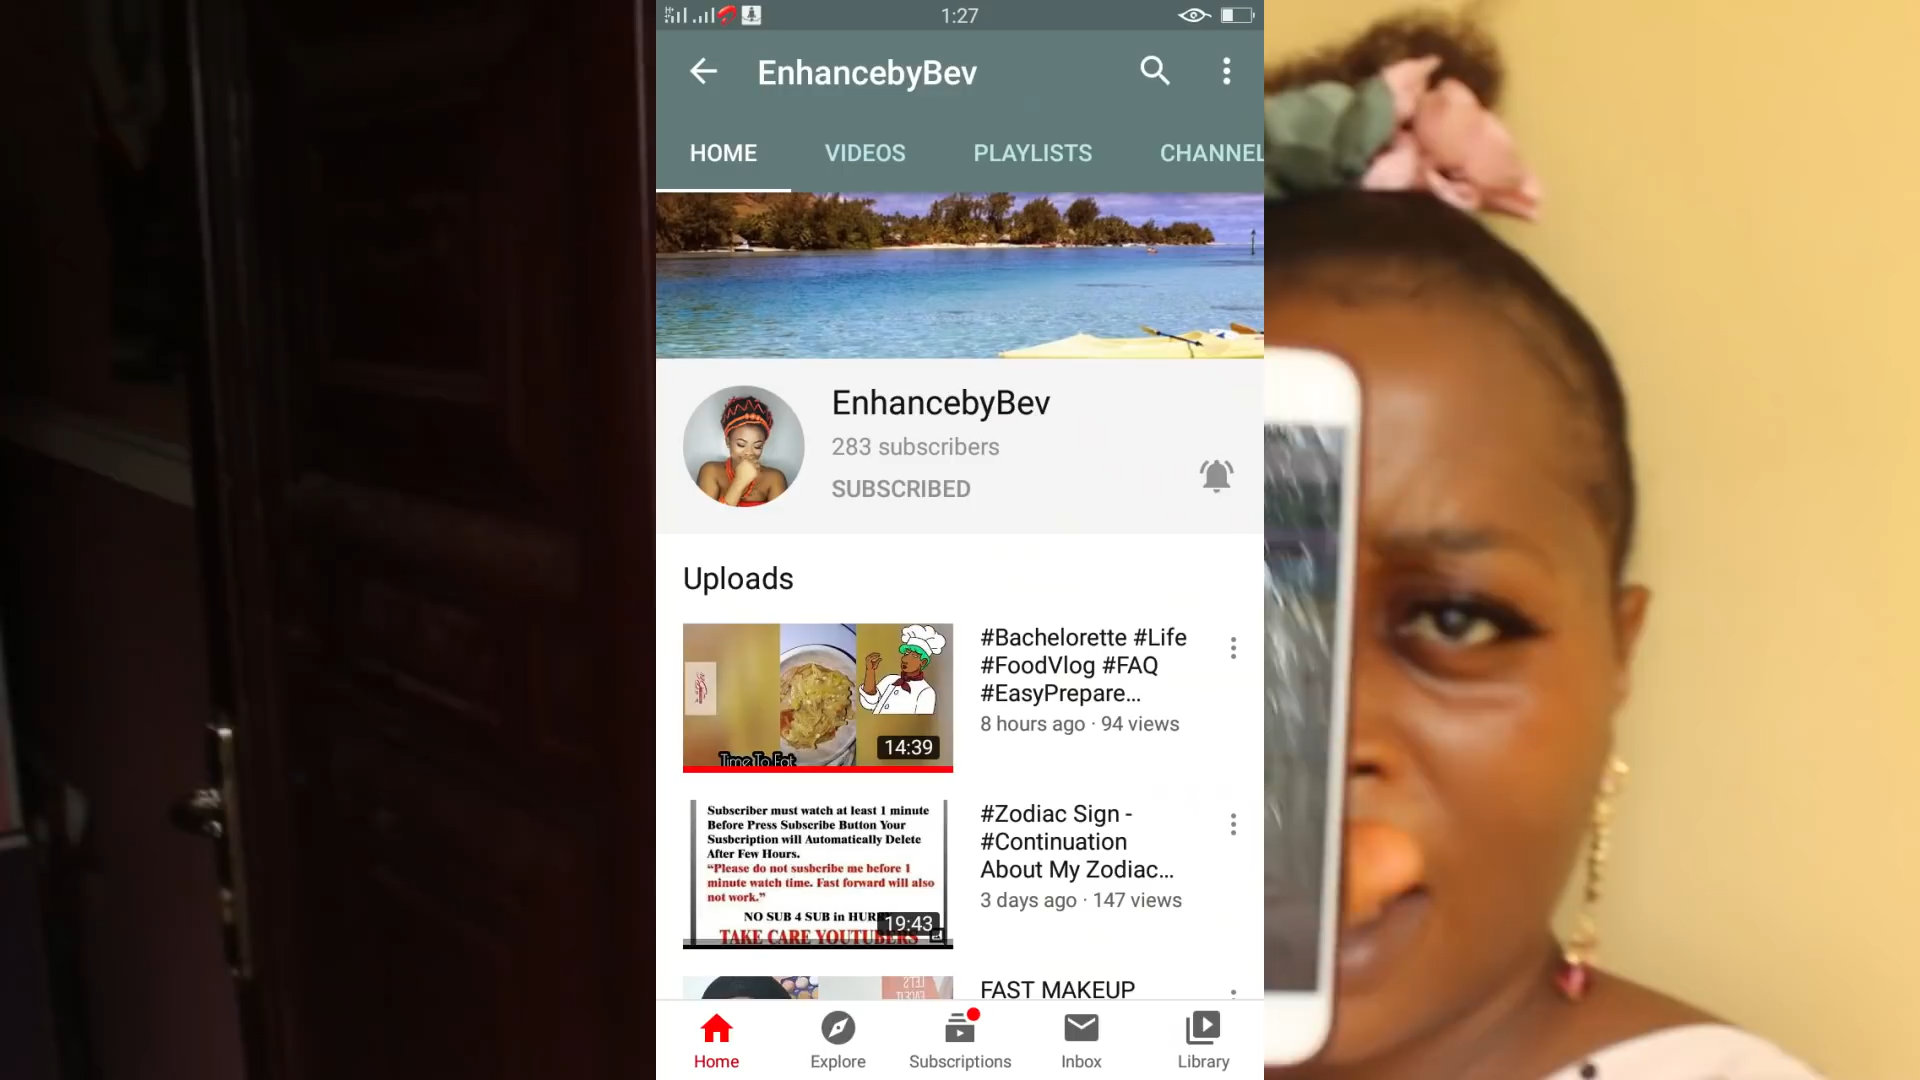 1:27
EnhancebyBev
HOME VIDEOS PLAYLISTS CHANNEL
EnhancebyBev
283 subscribers
SUBSCRIBED
Uploads
Time To Eat
14:39
#Bachelorette #Life
#FoodVlog #FAQ
#EasyPrepare...
8 hours ago · 94 views
Subscriber must watch at least 1 minute
Before Press Subscribe Button Your
Susbcription will Automatically Delete
After Few Hours.
"Please do not susbcribe me before 1
minute watch time. Fast forward will also
not work."
NO SUB 4 SUB in HURRY
19:43
TAKE CARE YOUTUBERS
#Zodiac Sign -
#Continuation
About My Zodiac...
3 days ago · 147 views
FAST MAKEUP
Home Explore Subscriptions Inbox Library